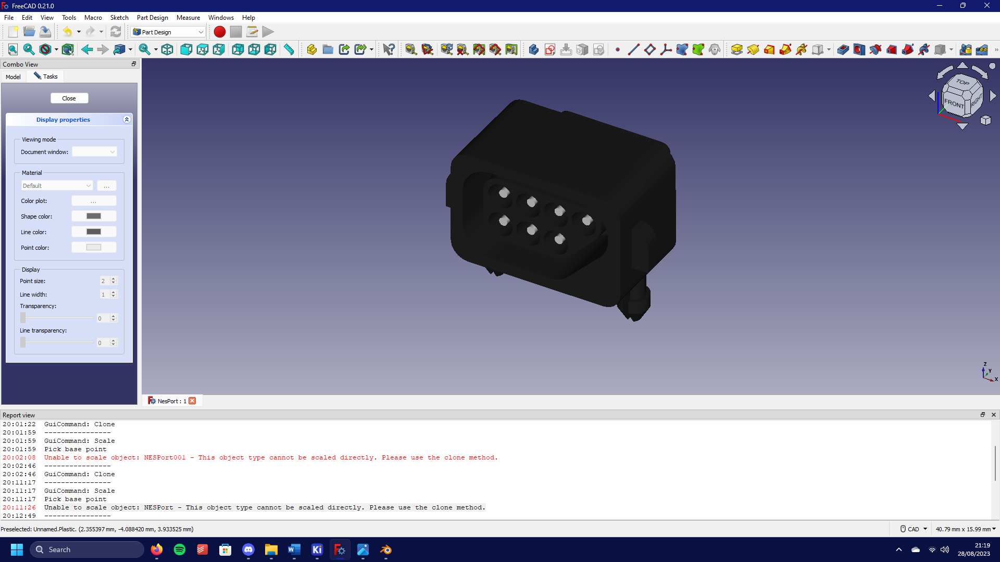 FreeCAD 0.21.0
File Edit View Tools Macro Sketch Part Design Measure Windows Help
Part Design
Combo View
Model Tasks
Close
Display properties
Viewing mode
Document window:
Material
Default ...
Color plot: ...
Shape color:
Line color:
Point color:
Display
Point size: 2
Line width: 1
Transparency:
0
Line transparency:
0
TOP
FRONT
RIGHT
Z
Y
X
NesPort : 1
Report view
20:01:22 GuiCommand: Clone
20:01:59 ----------------
20:01:59 GuiCommand: Scale
20:01:59 Pick base point
20:02:08 Unable to scale object: NESPort001 - This object type cannot be scaled directly. Please use the clone method.
20:02:46 ----------------
20:02:46 GuiCommand: Clone
20:11:17 ----------------
20:11:17 GuiCommand: Scale
20:11:17 Pick base point
20:11:26 Unable to scale object: NESPort - This object type cannot be scaled directly. Please use the clone method.
20:12:49 ----------------
Preselected: Unnamed.Plastic. (2.355397 mm, -4.088420 mm, 3.933525 mm)
CAD
40.79 mm x 15.99 mm
Search
W
Ki
21:19
28/08/2023